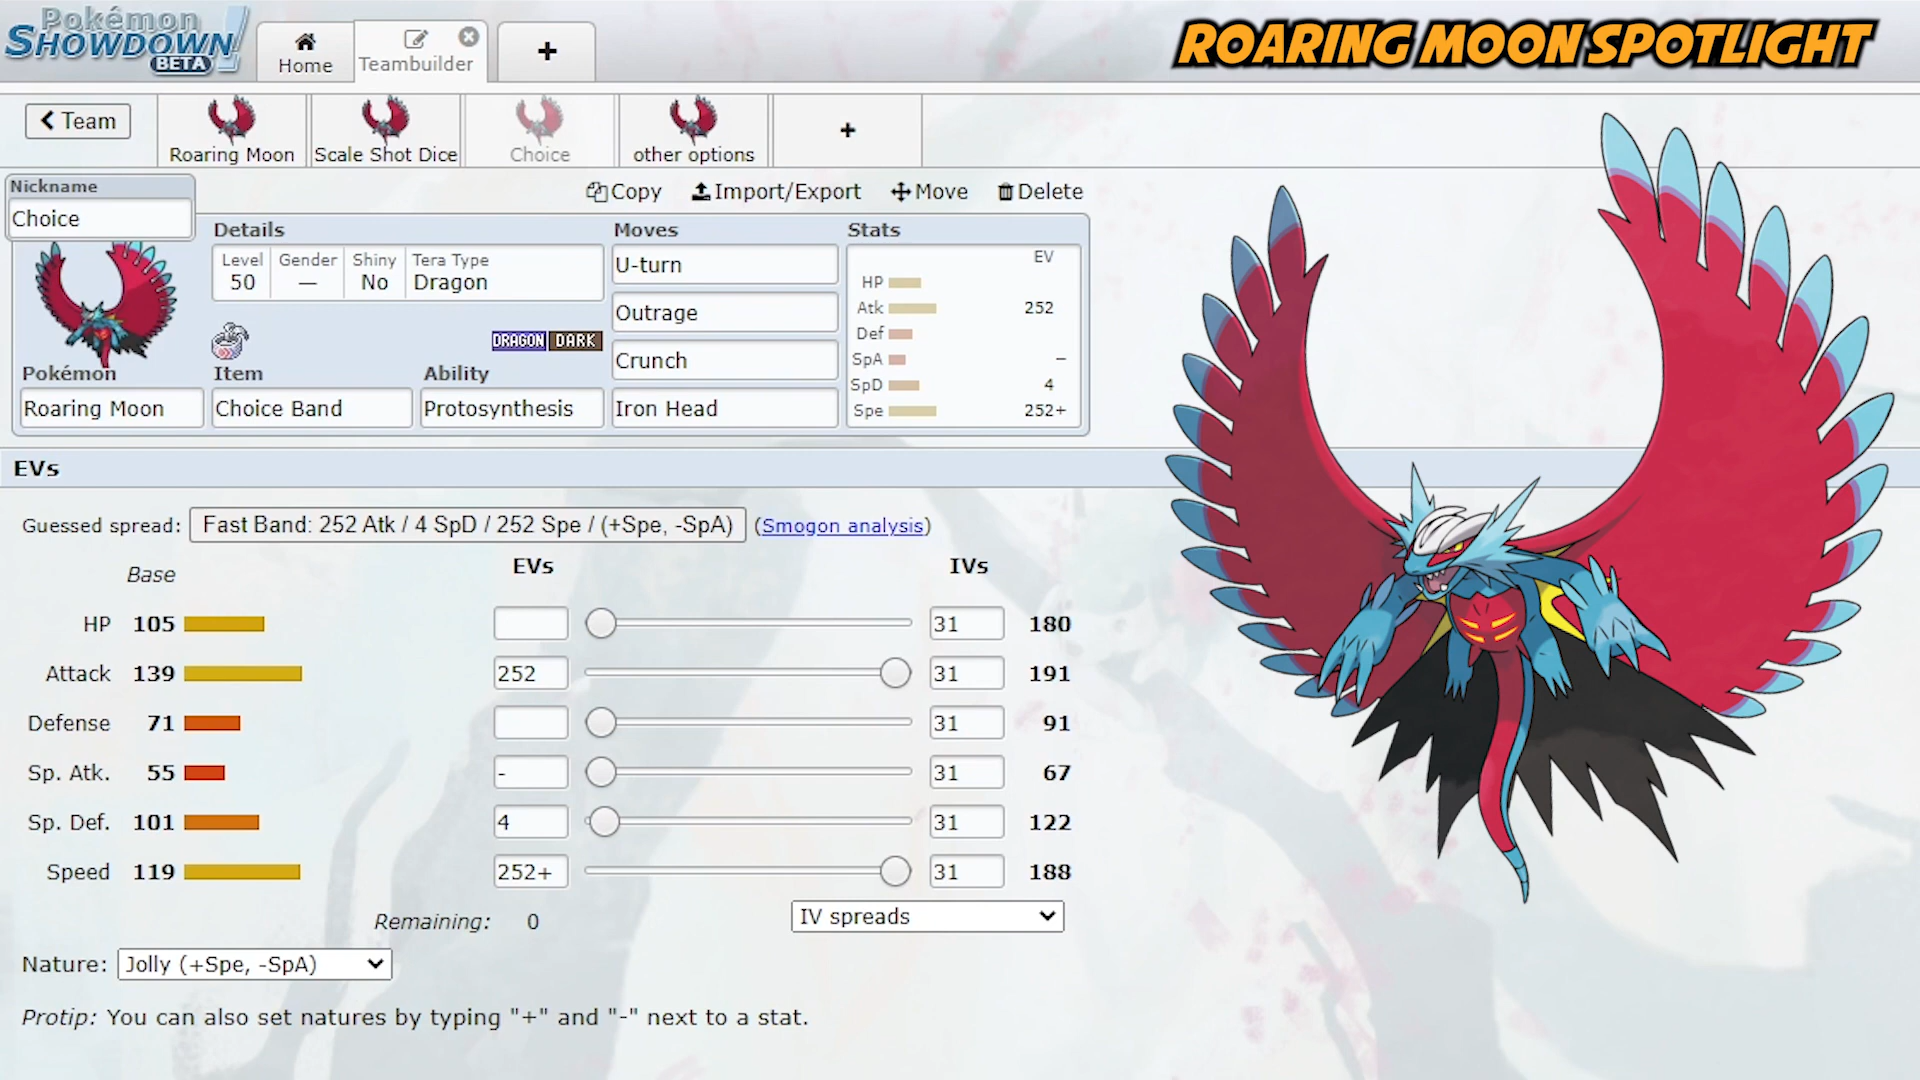 Pokémon
SHOWDOWN!
BETA
Home
Teambuilder
+
ROARING MOON SPOTLIGHT
Team
Roaring Moon
Scale Shot Dice
Choice
other options
+
Nickname
Choice
Copy
Import/Export
Move
Delete
Details
Level
50
Gender
—
Shiny
No
Tera Type
Dragon
DRAGON DARK
Pokémon
Roaring Moon
Item
Choice Band
Ability
Protosynthesis
Moves
U-turn
Outrage
Crunch
Iron Head
Stats
EV
HP
Atk 252
Def
SpA –
SpD 4
Spe 252+
EVs
Guessed spread: Fast Band: 252 Atk / 4 SpD / 252 Spe / (+Spe, -SpA) (Smogon analysis)
Base EVs IVs
HP 105 31 180
Attack 139 252 31 191
Defense 71 31 91
Sp. Atk. 55 - 31 67
Sp. Def. 101 4 31 122
Speed 119 252+ 31 188
Remaining: 0
IV spreads
Nature: Jolly (+Spe, -SpA)
Protip: You can also set natures by typing "+" and "-" next to a stat.